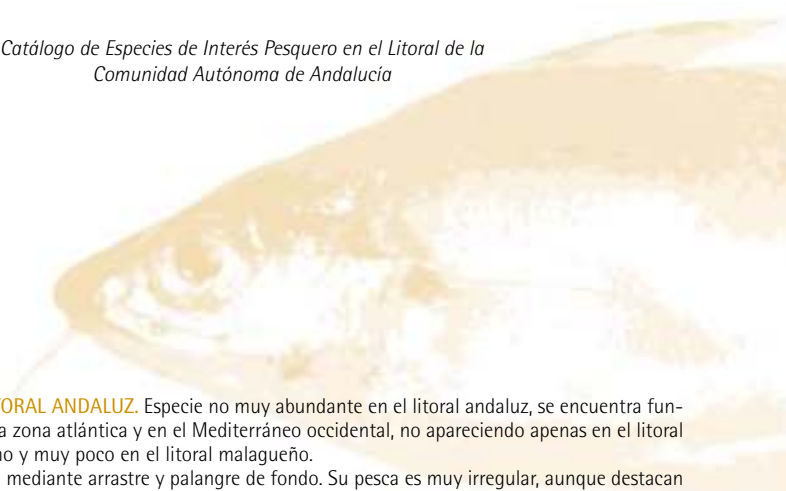 Catálogo de Especies de Interés Pesquero en el Litoral de la
Comunidad Autónoma de Andalucía
ANDALUZ. Especie no muy abundante en el litoral andaluz, se encuentra fun-
zona atlántica y en el Mediterráneo occidental, no apareciendo apenas en el litoral
y muy poco en el litoral malagueño.
mediante arrastre y palangre de fondo. Su pesca es muy irregular, aunque destacan